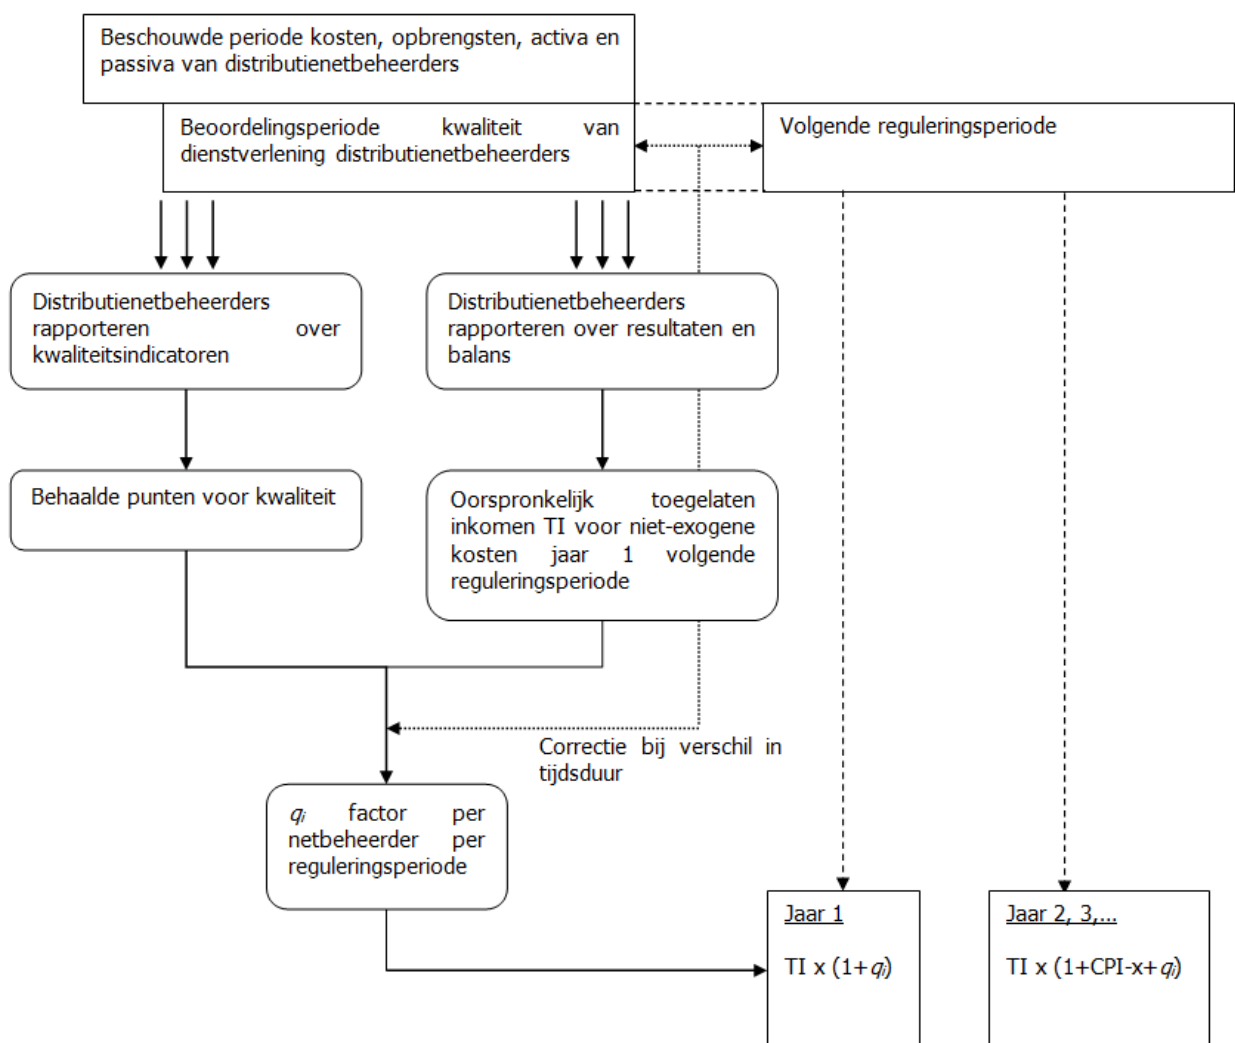 Beschouwde periode kosten, opbrengsten, activa en
passiva van distributienetbeheerders
Beoordelingsperiode kwaliteit van
dienstverlening distributienetbeheerders
Volgende reguleringsperiode
Distributienetbeheerders
rapporteren over
kwaliteitsindicatoren
Distributienetbeheerders
rapporteren over resultaten en
balans
Behaalde punten voor kwaliteit
Oorspronkelijk toegelaten
inkomen TI voor niet-exogene
kosten jaar 1 volgende
reguleringsperiode
Correctie bij verschil in
tijdsduur
qi factor per
netbeheerder per
reguleringsperiode
Jaar 1
TI x (1+qi)
Jaar 2, 3,...
TI x (1+CPI-x+qi)